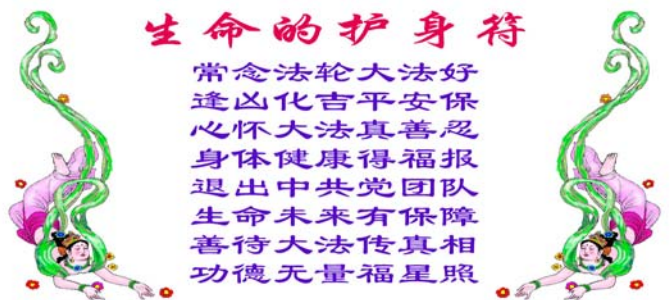 生命的护身符
常念法轮大法好
逢凶化吉平安保
心怀大法真善忍
身体健康得福报
退出中共党团队
生命未来有保障
善待大法传真相
功德无量福星照